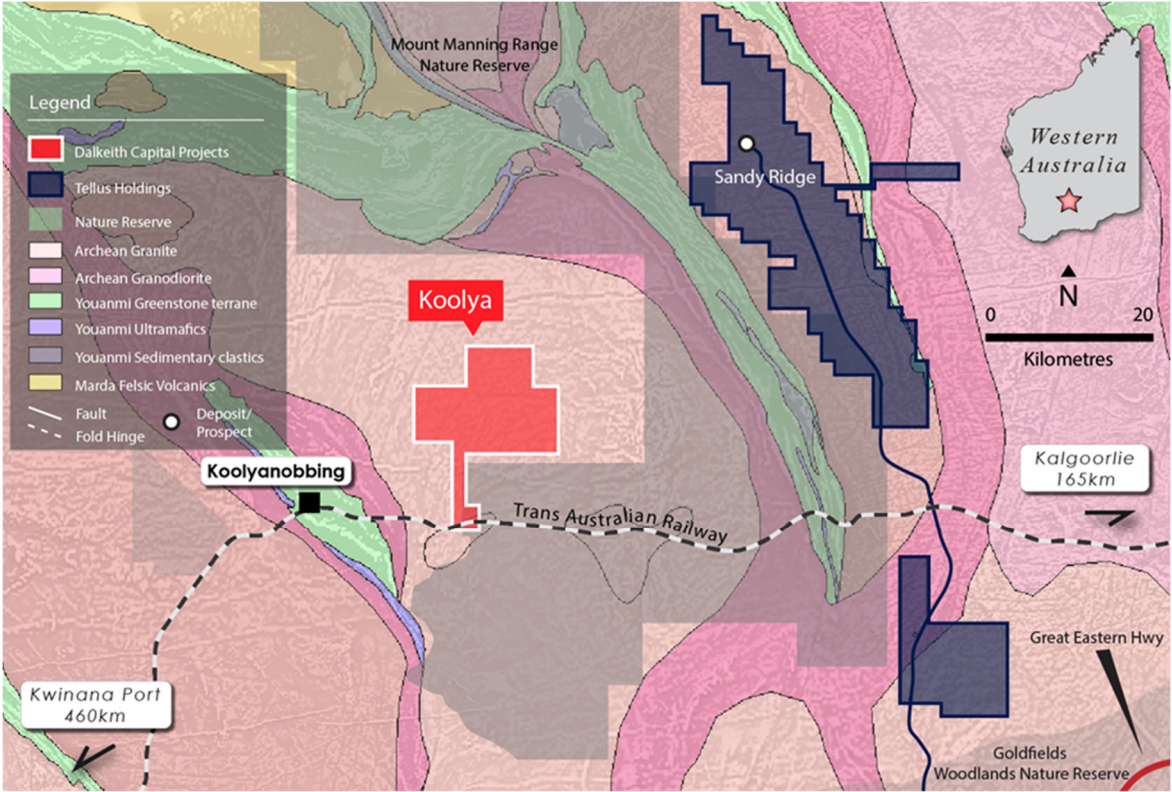 Mount Manning Range
Nature Reserve
Legend
Dalkeith Capital Projects
Tellus Holdings
Nature Reserve
Archean Granite
Archean Granodiorite
Youanmi Greenstone terrane
Youanmi Ultramafics
Youanmi Sedimentary clastics
Marda Felsic Volcanics
Fault
Fold Hinge
Deposit/
Prospect
Sandy Ridge
Western
Australia
N
0 20
Kilometres
Koolya
Koolyanobbing
Trans Australian Railway
Kalgoorlie
165km
Kwinana Port
460km
Great Eastern Hwy
Goldfields
Woodlands Nature Reserve